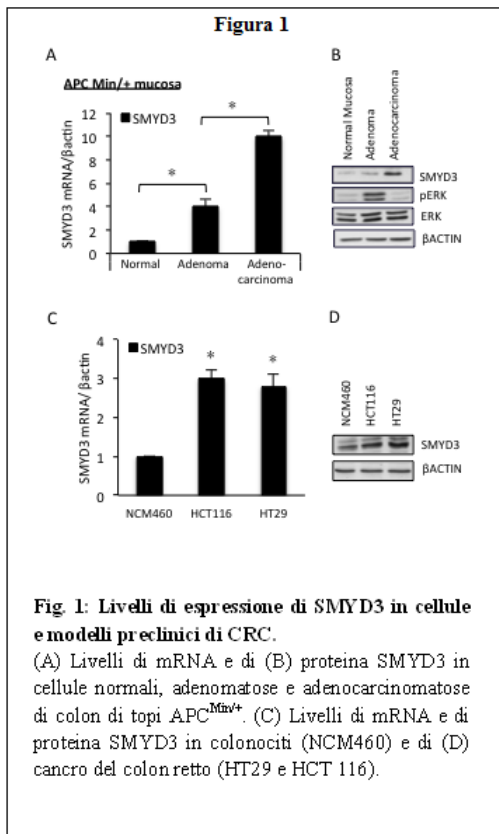 Figura 1
A
APC Min/+ mucosa
SMYD3
SMYD3 mRNA/βactin
12
10
8
6
4
2
0
*
*
Normal
Adenoma
Adeno-
carcinoma
B
Normal Mucosa
Adenoma
Adenocarcinoma
SMYD3
pERK
ERK
βACTIN
C
SMYD3
SMYD3 mRNA/ βactin
4
3
2
1
0
*
*
NCM460
HCT116
HT29
D
NCM460
HCT116
HT29
SMYD3
βACTIN
Fig. 1: Livelli di espressione di SMYD3 in cellule
e modelli preclinici di CRC.
(A) Livelli di mRNA e di (B) proteina SMYD3 in
cellule normali, adenomatose e adenocarcinomatose
di colon di topi APC^Min/+. (C) Livelli di mRNA e di
proteina SMYD3 in colonociti (NCM460) e di (D)
cancro del colon retto (HT29 e HCT 116).